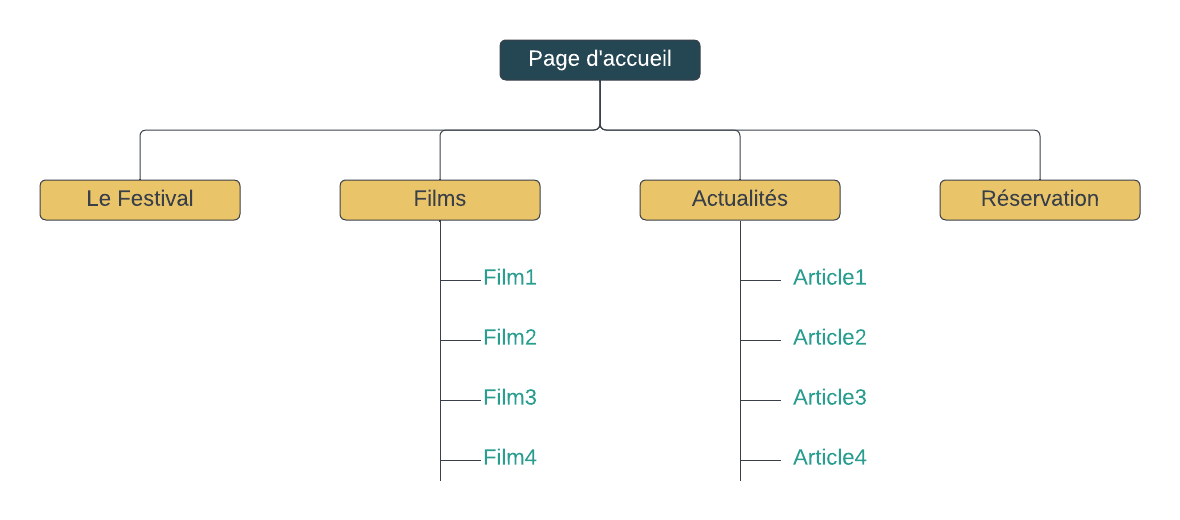 Page d'accueil
Le Festival
Films
Actualités
Réservation
Film1
Film2
Film3
Film4
Article1
Article2
Article3
Article4